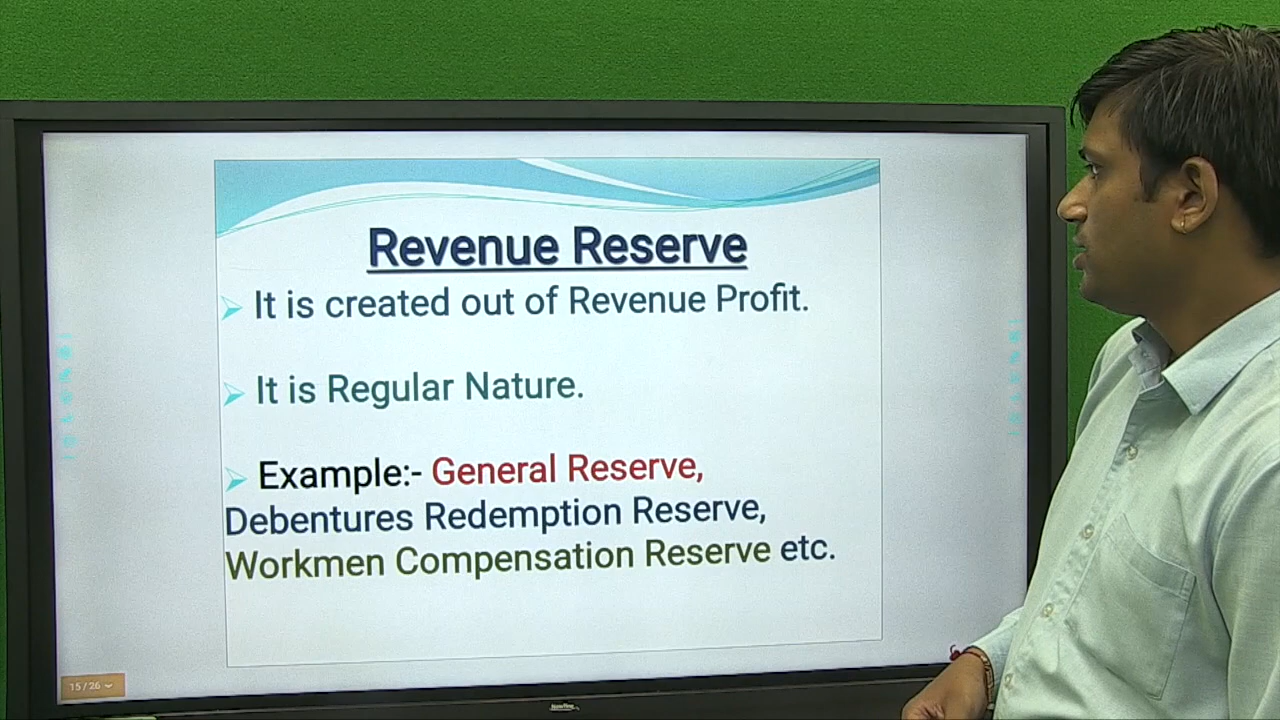 Revenue Reserve
It is created out of Revenue Profit.
It is Regular Nature.
Example:- General Reserve,
Debentures Redemption Reserve,
Workmen Compensation Reserve etc.
15 / 26